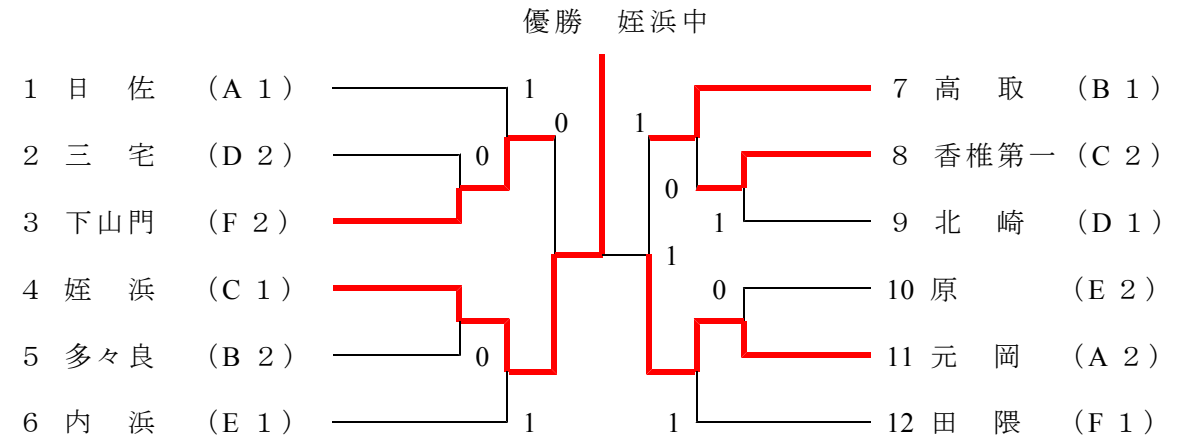 優勝　姪浜中
1 日　佐 （A 1） 1 7 高　取 （B 1）
0 1
2 三　宅 （D 2） 0 8 香椎第一 （C 2）
0
3 下山門 （F 2） 1 9 北　崎 （D 1）
1
4 姪　浜 （C 1） 0 10 原 （E 2）
5 多々良 （B 2） 0 11 元　岡 （A 2）
6 内　浜 （E 1） 1 1 12 田　隈 （F 1）